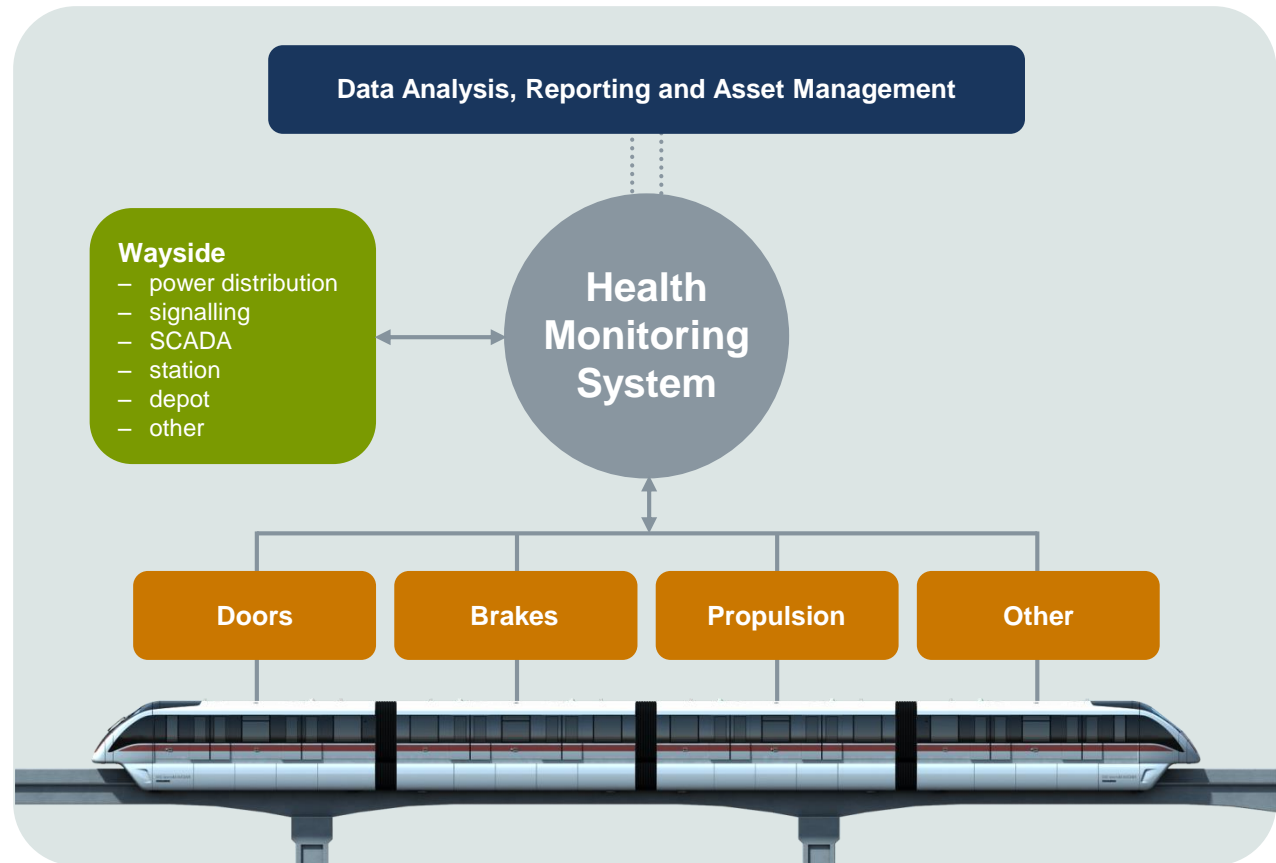 Data Analysis, Reporting and Asset Management
Wayside
– power distribution
– signalling
– SCADA
– station
– depot
– other
Health
Monitoring
System
Doors
Brakes
Propulsion
Other